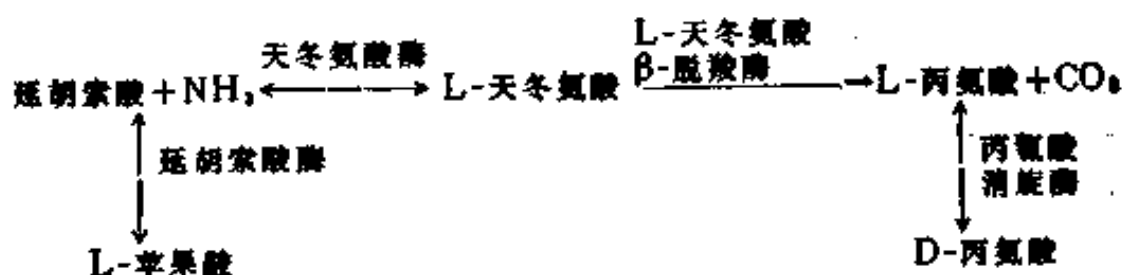 L-天冬氨酸
天冬氨酸酶 β-脱羧酶
延胡索酸+NH₃ L-天冬氨酸 L-丙氨酸+CO₂
延胡索酸酶 丙氨酸
消旋酶
L-苹果酸 D-丙氨酸